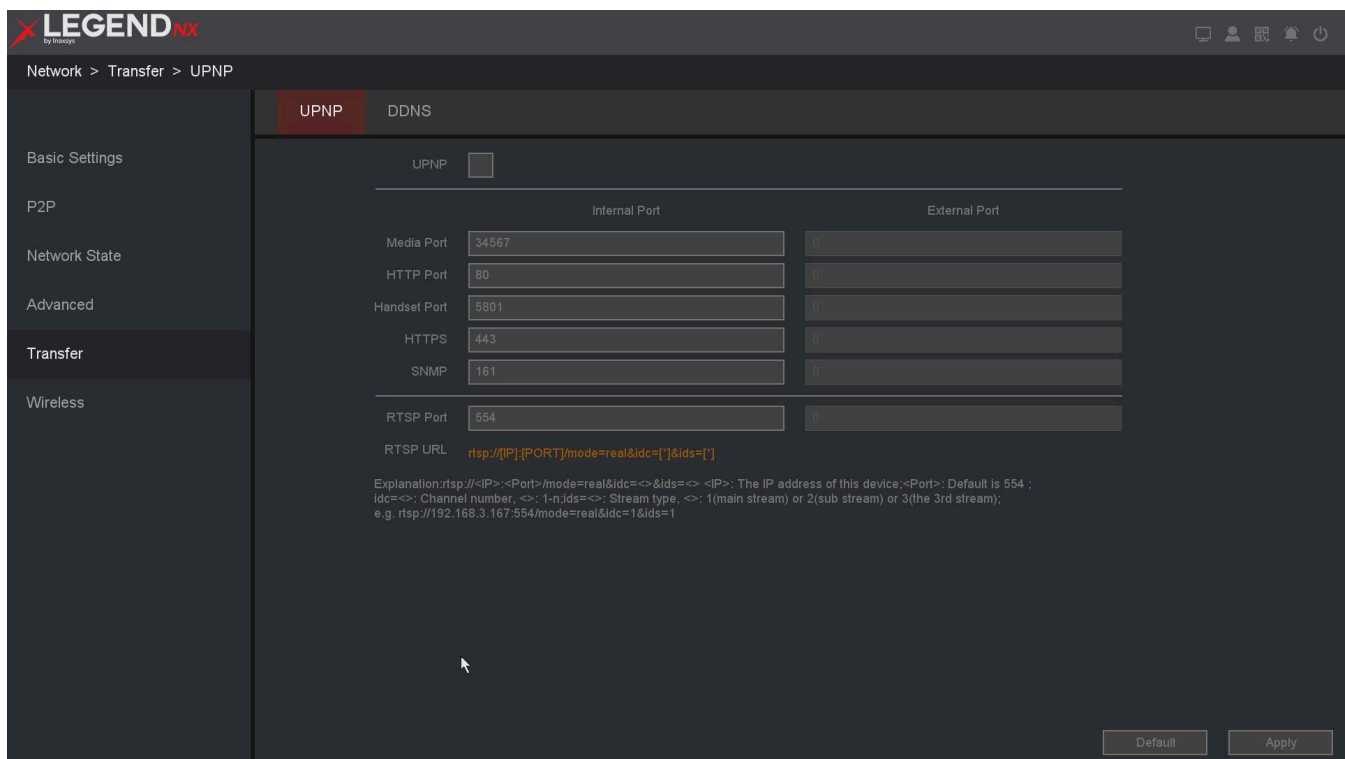 LEGEND NX
by Inaxsys
Network > Transfer > UPNP
UPNP DDNS
Basic Settings
P2P
Network State
Advanced
Transfer
Wireless
UPNP
Internal Port External Port
Media Port 34567 0
HTTP Port 80 0
Handset Port 5801 0
HTTPS 443 0
SNMP 161 0
RTSP Port 554 0
RTSP URL rtsp://[IP]:[PORT]/mode=real&idc=[*]&ids=[*]
Explanation:rtsp://<IP>:<Port>/mode=real&idc=<>&ids=<> <IP>: The IP address of this device;<Port>: Default is 554 ;
idc=<>: Channel number, <>: 1-n;ids=<>: Stream type, <>: 1(main stream) or 2(sub stream) or 3(the 3rd stream);
e.g. rtsp://192.168.3.167:554/mode=real&idc=1&ids=1
Default Apply